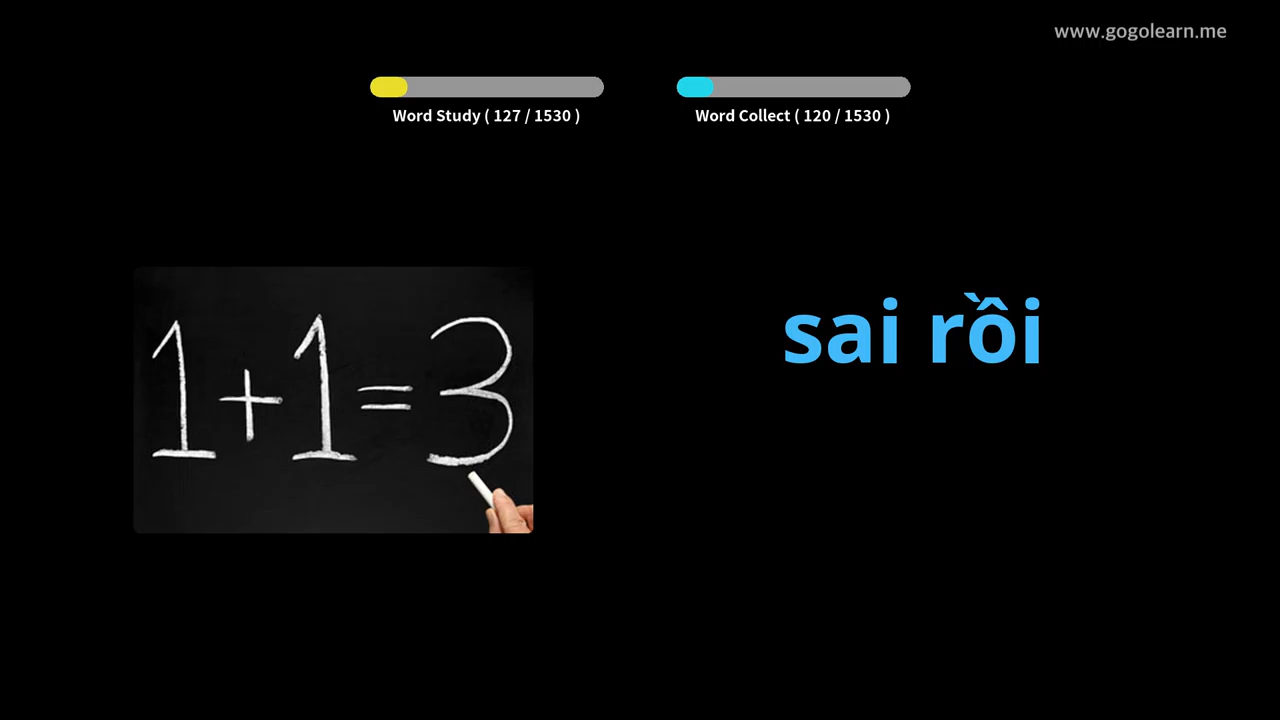 www.gogolearn.me
Word Study ( 127 / 1530 )
Word Collect ( 120 / 1530 )
1+1=3
sai rồi